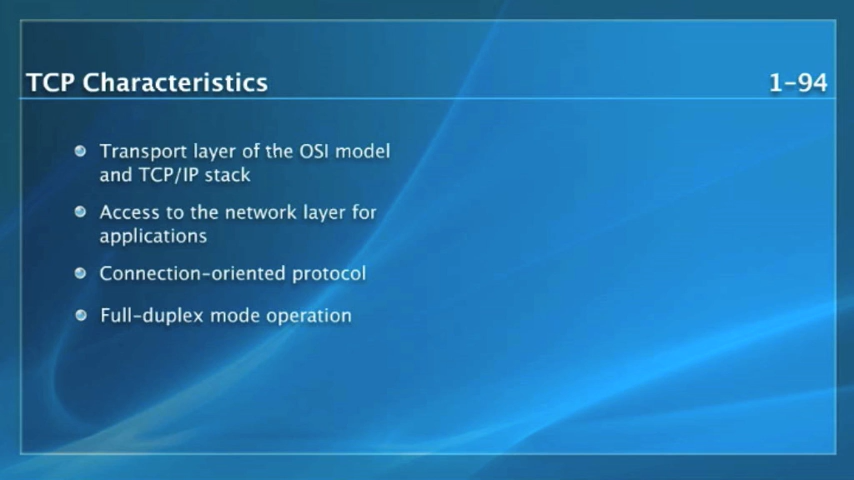 TCP Characteristics 1-94
Transport layer of the OSI model
and TCP/IP stack
Access to the network layer for
applications
Connection-oriented protocol
Full-duplex mode operation